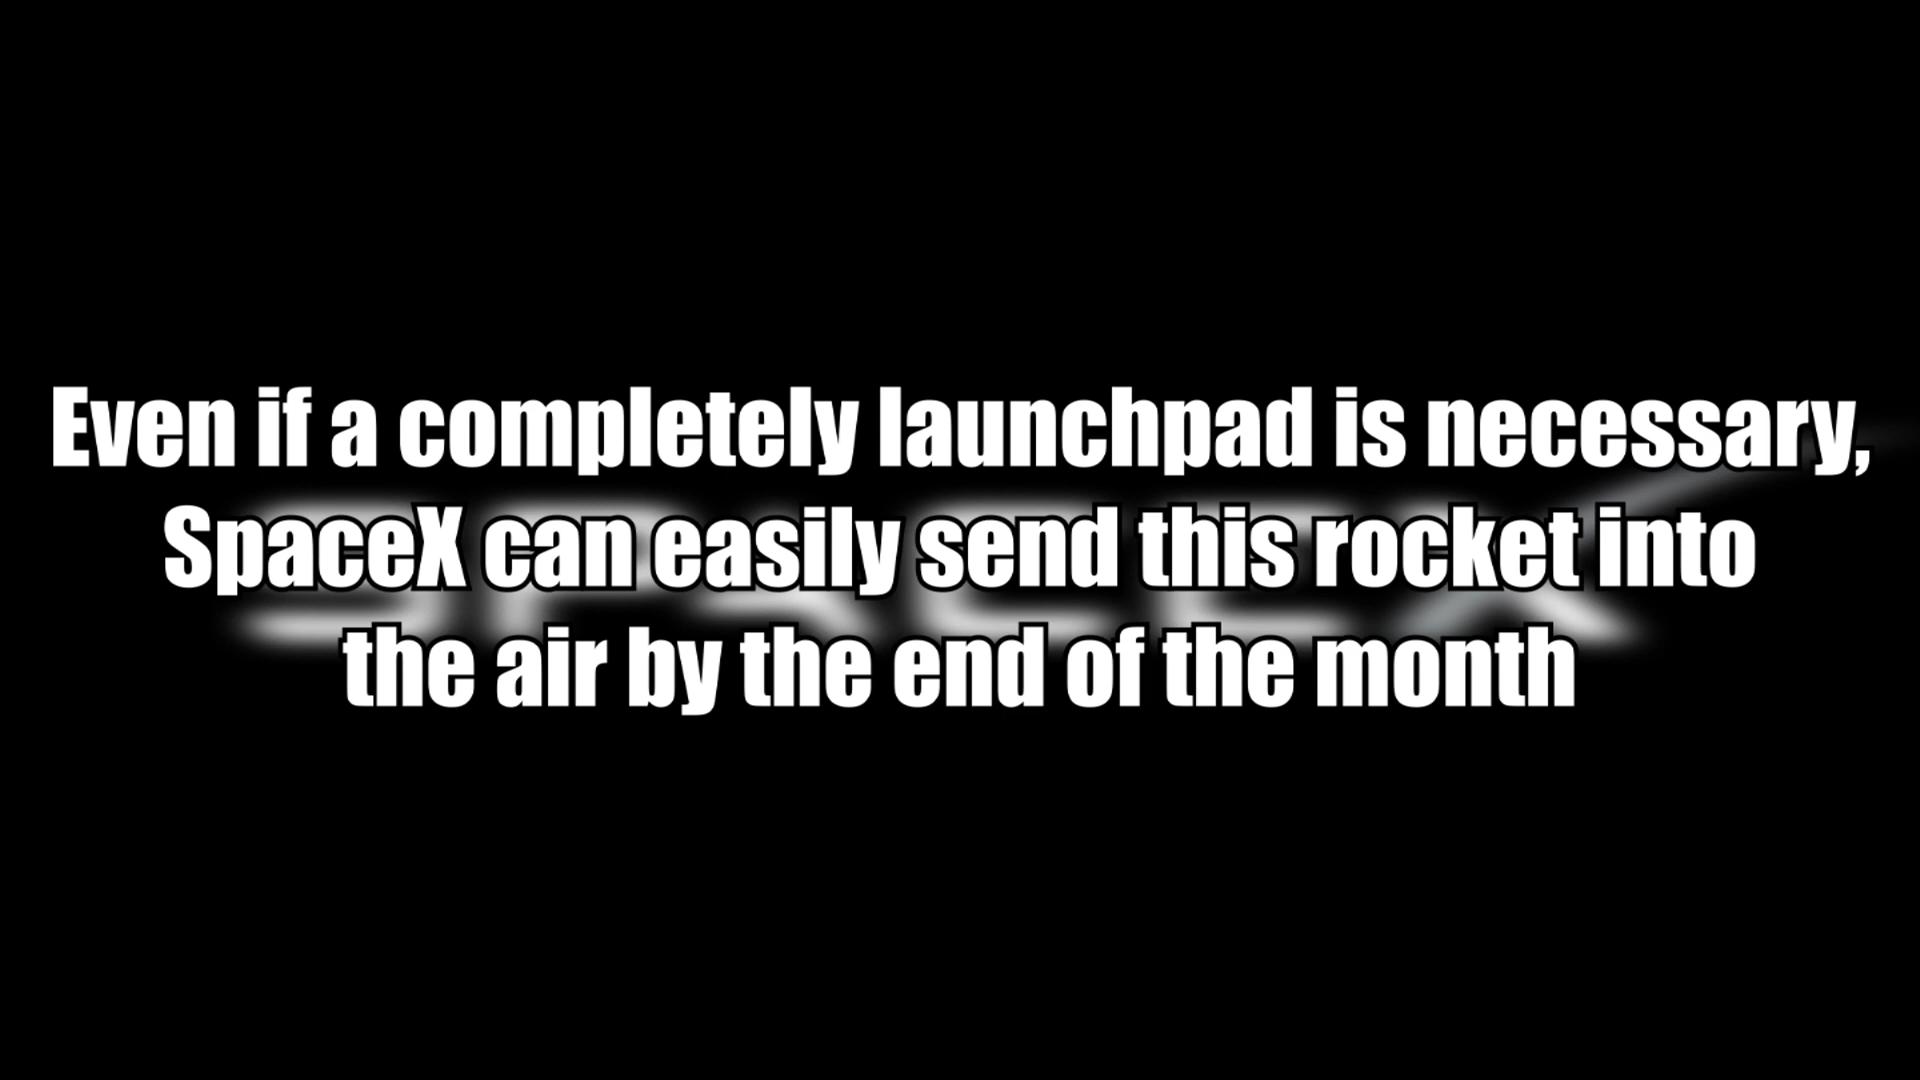 Even if a completely launchpad is necessary,
SpaceX can easily send this rocket into
the air by the end of the month
SPACEX